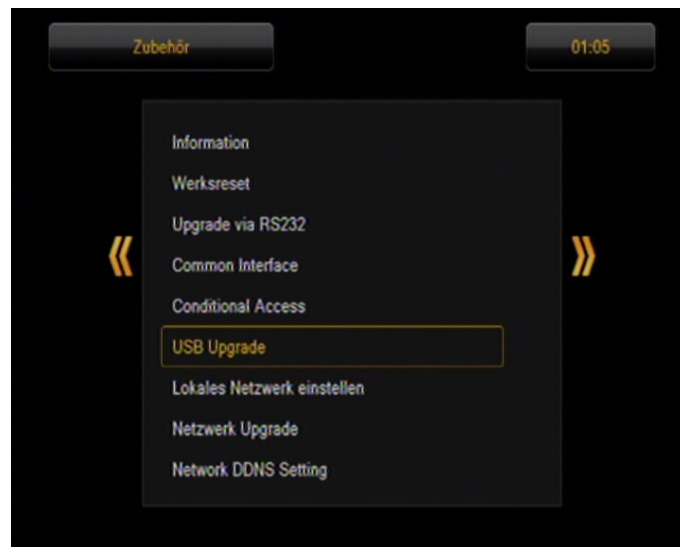 Zubehör
01:05
Information
Werksreset
Upgrade via RS232
Common Interface
Conditional Access
USB Upgrade
Lokales Netzwerk einstellen
Netzwerk Upgrade
Network DDNS Setting